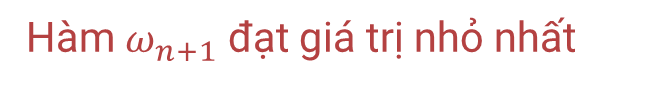 Hàm ωₙ₊₁ đạt giá trị nhỏ nhất